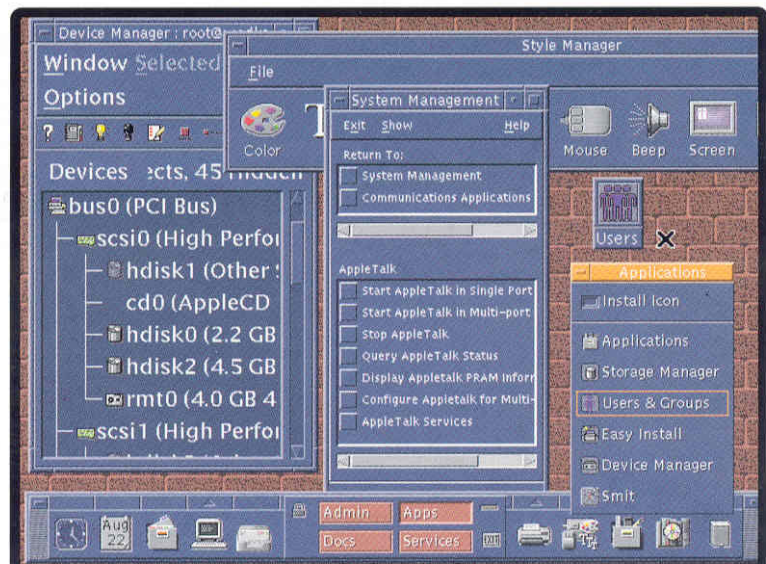 Device Manager : root@
Window Selected
Options
Devices ects, 45 hidden
bus0 (PCI Bus)
scsi0 (High Perfor
hdisk1 (Other
cd0 (AppleCD
hdisk0 (2.2 GB
hdisk2 (4.5 GB
rmt0 (4.0 GB 4
scsi1 (High Perfor
Style Manager
File
Color
T
Mouse
Beep
Screen
System Management
Exit Show Help
Return To:
System Management
Communications Applications
AppleTalk
Start AppleTalk in Single Port
Start AppleTalk in Multi-port
Stop AppleTalk
Query AppleTalk Status
Display Appletalk PRAM Inforr
Configure Appletalk for Multi-
AppleTalk Services
Users
Applications
Install Icon
Applications
Storage Manager
Users & Groups
Easy Install
Device Manager
Smit
Aug
22
Admin Apps
Docs Services